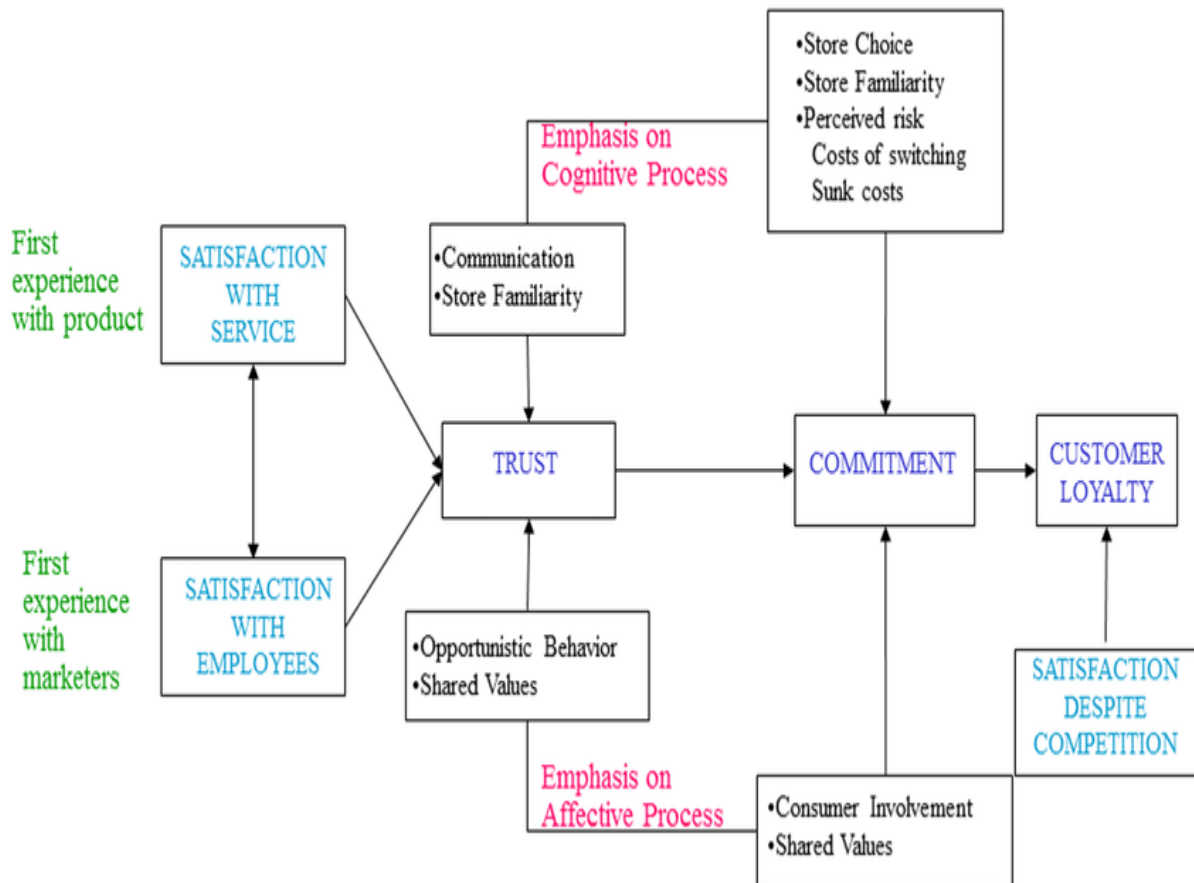 •Store Choice
•Store Familiarity
•Perceived risk
Costs of switching
Sunk costs
Emphasis on
Cognitive Process
First
experience
with product
SATISFACTION
WITH
SERVICE
•Communication
•Store Familiarity
TRUST
COMMITMENT
CUSTOMER
LOYALTY
First
experience
with
marketers
SATISFACTION
WITH
EMPLOYEES
•Opportunistic Behavior
•Shared Values
SATISFACTION
DESPITE
COMPETITION
Emphasis on
Affective Process
•Consumer Involvement
•Shared Values